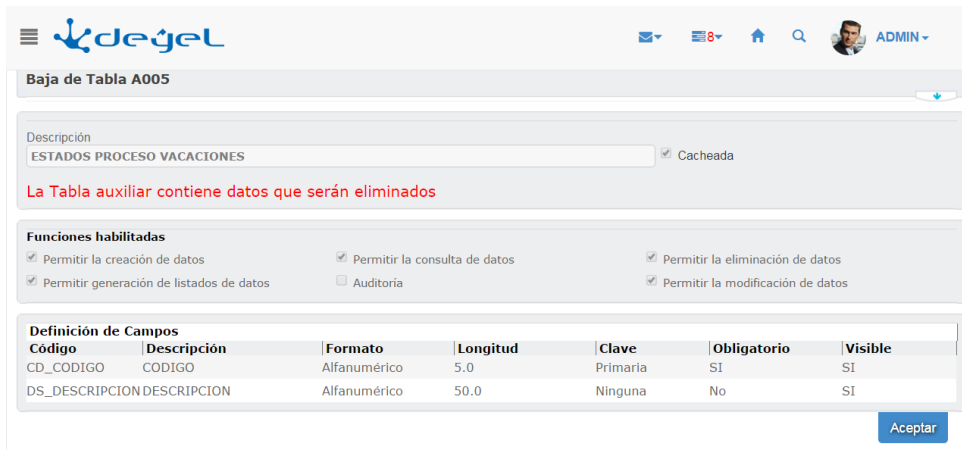 deyel
8
ADMIN
Baja de Tabla A005
Descripción
ESTADOS PROCESO VACACIONES
Cacheada
La Tabla auxiliar contiene datos que serán eliminados
Funciones habilitadas
Permitir la creación de datos Permitir la consulta de datos Permitir la eliminación de datos
Permitir generación de listados de datos Auditoría Permitir la modificación de datos
Definición de Campos
Código Descripción Formato Longitud Clave Obligatorio Visible
CD_CODIGO CODIGO Alfanumérico 5.0 Primaria SI SI
DS_DESCRIPCION DESCRIPCION Alfanumérico 50.0 Ninguna No SI
Aceptar